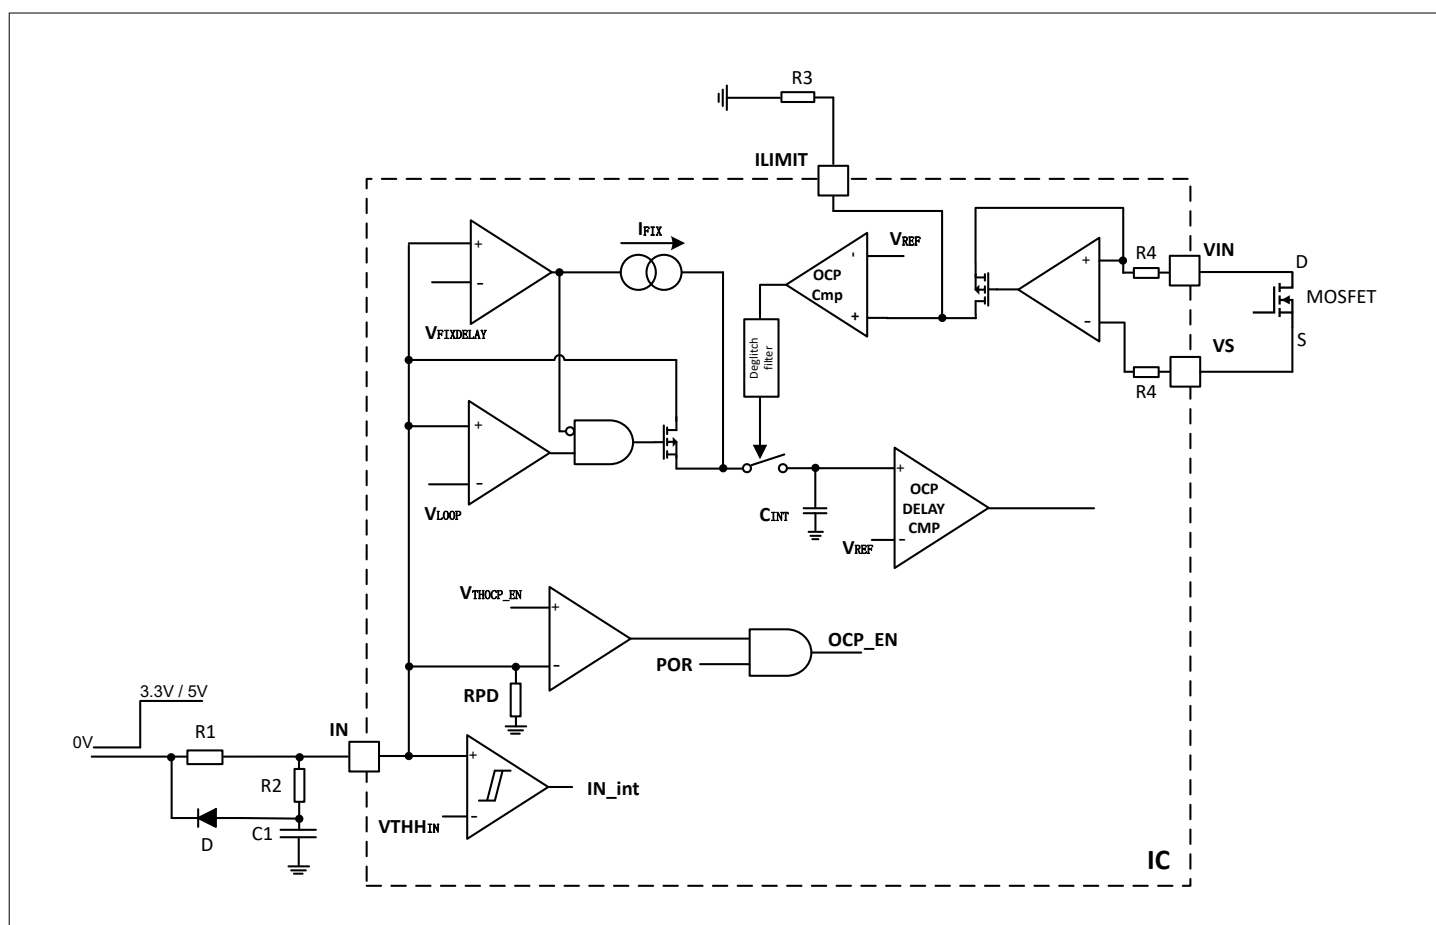 R3
ILIMIT
IFIX
VREF
OCP
Cmp
-
+
R4
VIN
D
MOSFET
S
VS
R4
+
-
+
-
VFIXDELAY
Deglitch
filter
+
-
VLOOP
CINT
+
OCP
DELAY
CMP
VREF
-
VTHOCP_EN
+
-
POR
OCP_EN
RPD
3.3V / 5V
0V
R1
IN
R2
D
C1
+
-
VTHHIN
IN_int
IC